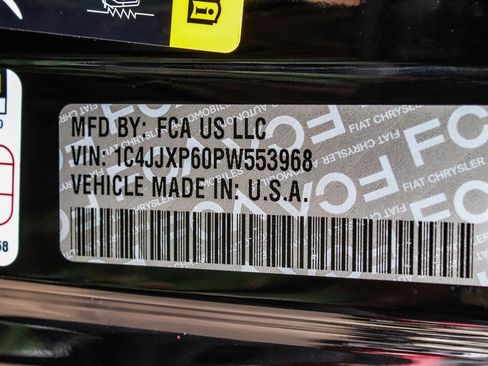 MFD BY: FCA US LLC
VIN: 1C4JJXP60PW553968
VEHICLE MADE IN: U.S.A.